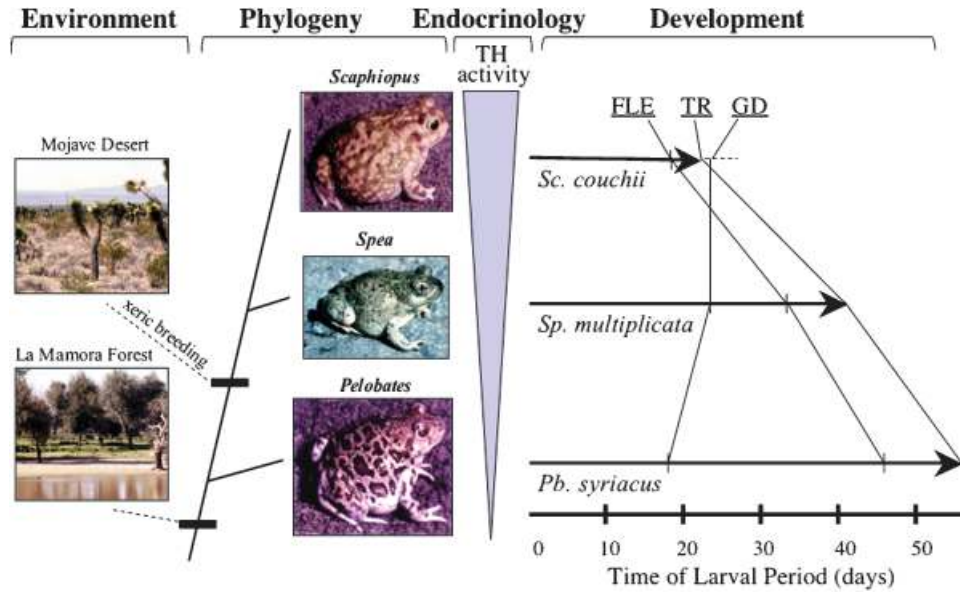 Environment
Phylogeny
Endocrinology
Development
TH
activity
Scaphiopus
Mojave Desert
Spea
xeric breeding
La Mamora Forest
Pelobates
FLE TR GD
Sc. couchii
Sp. multiplicata
Pb. syriacus
0 10 20 30 40 50
Time of Larval Period (days)